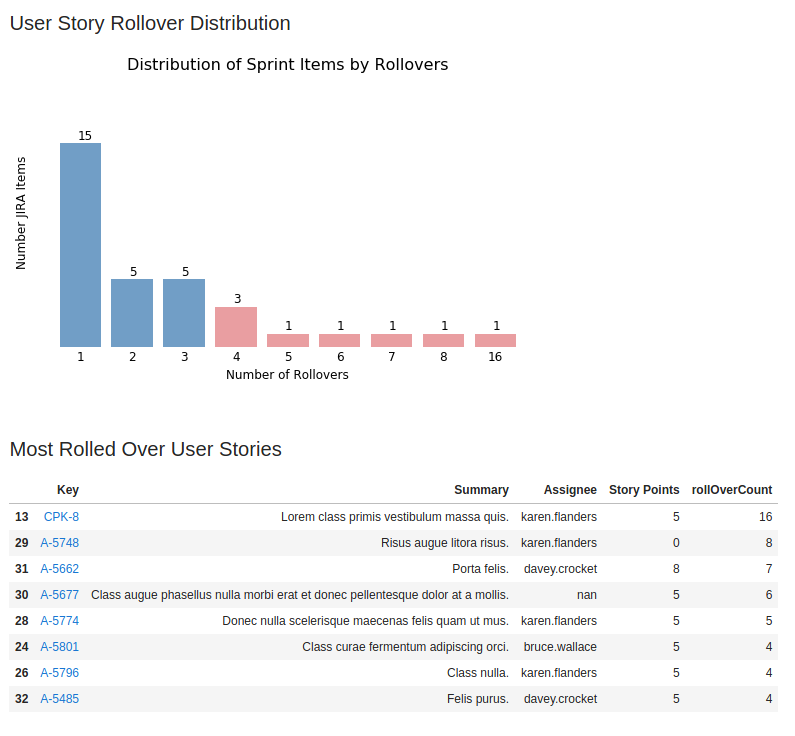 User Story Rollover Distribution
Distribution of Sprint Items by Rollovers
Number JIRA Items
15
5
5
3
1
1
1
1
1
1 2 3 4 5 6 7 8 16
Number of Rollovers
Most Rolled Over User Stories
Key Summary Assignee Story Points rollOverCount
13 CPK-8 Lorem class primis vestibulum massa quis. karen.flanders 5 16
29 A-5748 Risus augue litora risus. karen.flanders 0 8
31 A-5662 Porta felis. davey.crocket 8 7
30 A-5677 Class augue phasellus nulla morbi erat et donec pellentesque dolor at a mollis. nan 5 6
28 A-5774 Donec nulla scelerisque maecenas felis quam ut mus. karen.flanders 5 5
24 A-5801 Class curae fermentum adipiscing orci. bruce.wallace 5 4
26 A-5796 Class nulla. karen.flanders 5 4
32 A-5485 Felis purus. davey.crocket 5 4